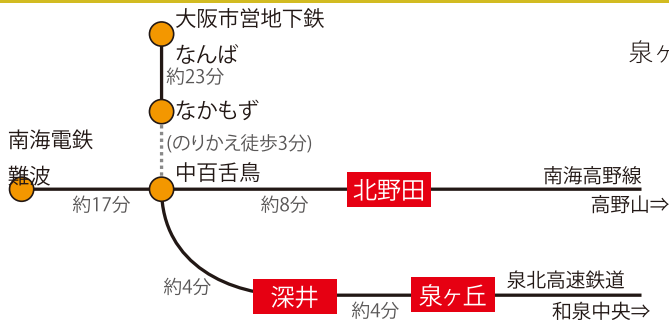 大阪市営地下鉄
なんば
約23分
なかもず
(のりかえ徒歩3分)
南海電鉄
難波
中百舌鳥
約17分
約8分
北野田
南海高野線
高野山⇒
約4分
深井
約4分
泉ヶ丘
泉北高速鉄道
和泉中央⇒
泉ヶ